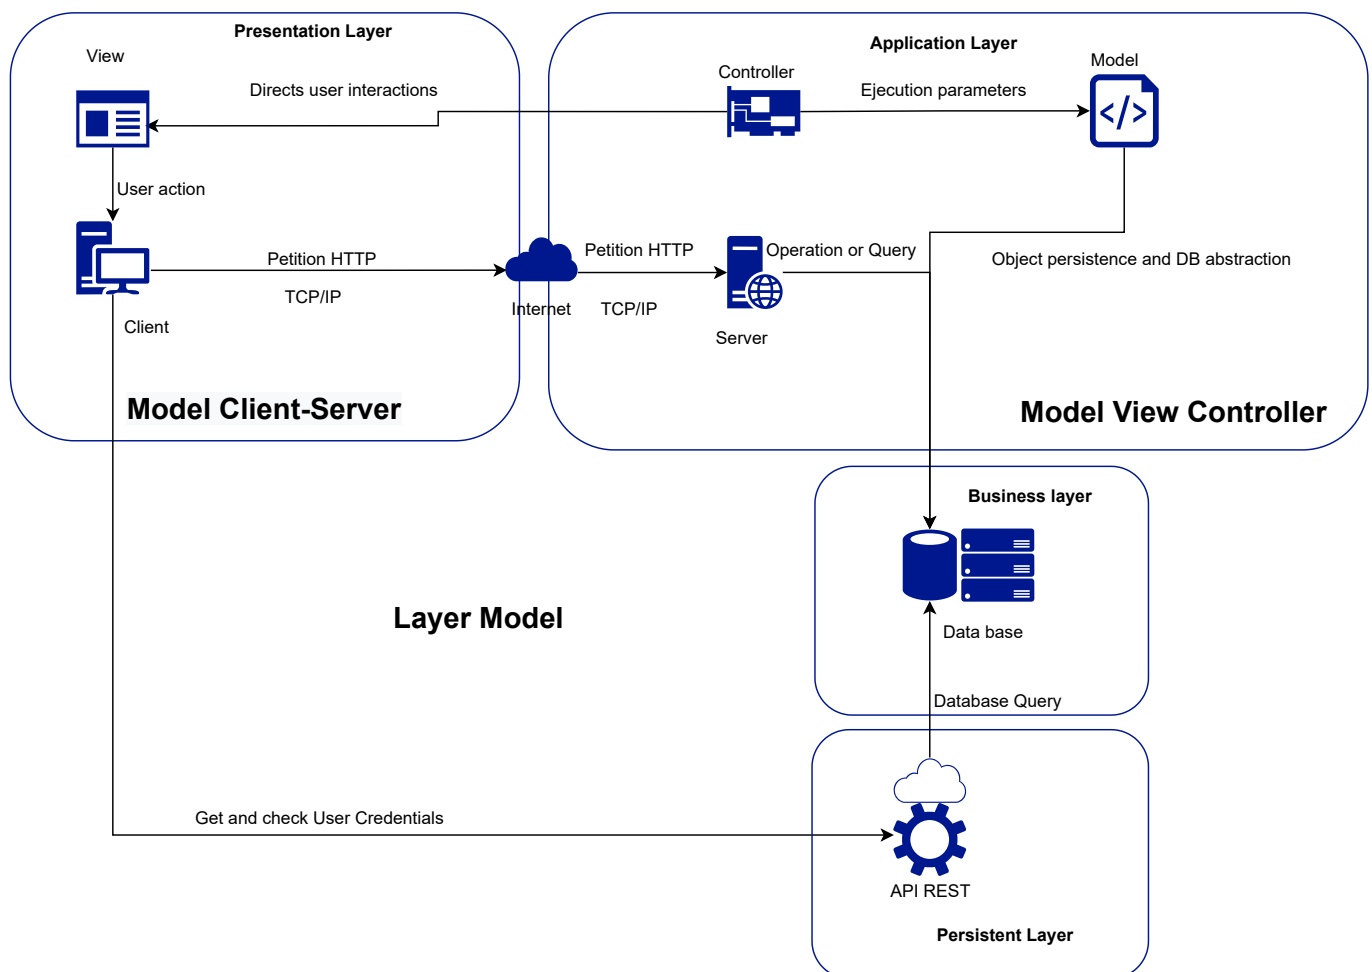 Presentation Layer
View
Directs user interactions
User action
Petition HTTP
TCP/IP
Client
Model Client-Server
Internet
Application Layer
Controller
Ejecution parameters
Model
Petition HTTP
TCP/IP
Operation or Query
Server
Object persistence and DB abstraction
Model View Controller
Business layer
Data base
Database Query
Layer Model
Get and check User Credentials
API REST
Persistent Layer